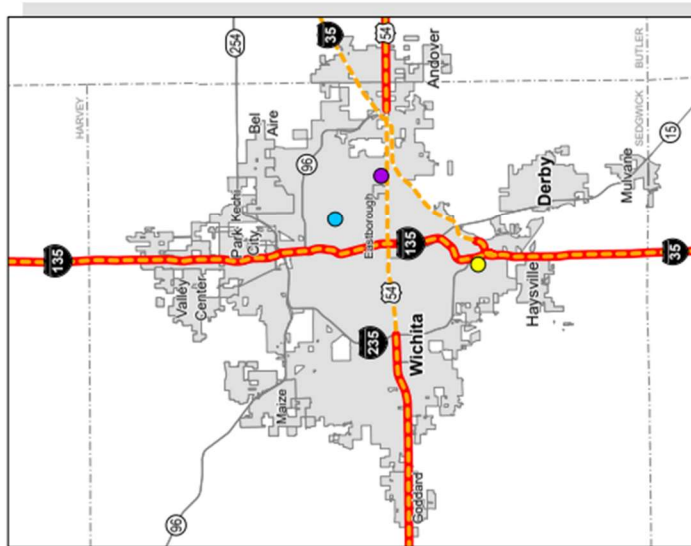 35
54
254
Andover
HARVEY
BUTLER
SEDGWICK
Bel
Aire
96
15
Kechi
Park
City
Eastborough
Derby
Mulvane
135
135
35
Valley
Center
54
Haysville
235
Wichita
Maize
96
Goddard